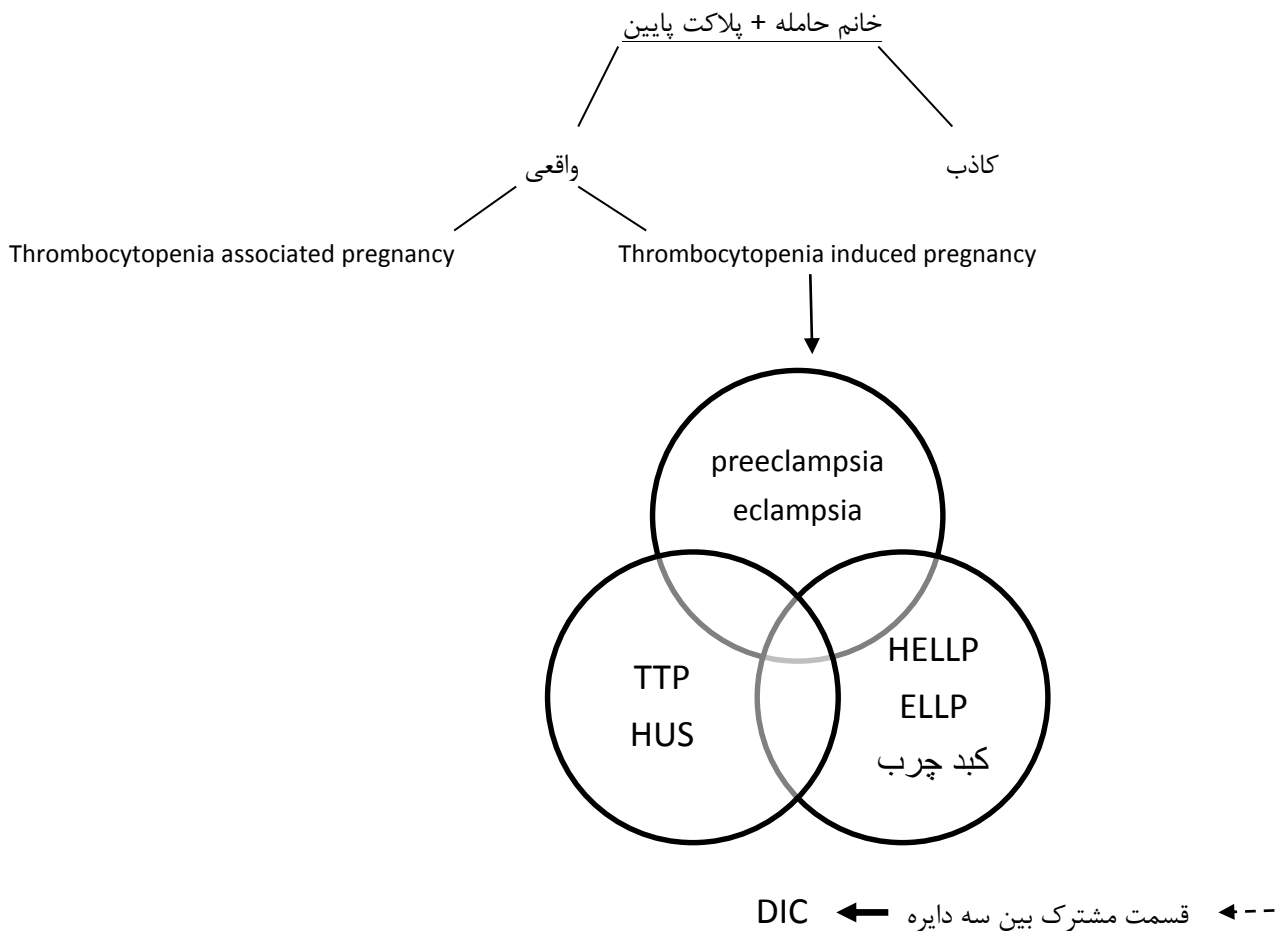 خانم حامله + پلاکت پایین
واقعی
کاذب
Thrombocytopenia associated pregnancy
Thrombocytopenia induced pregnancy
preeclampsia
eclampsia
TTP
HUS
HELLP
ELLP
کبد چرب
قسمت مشترک بین سه دایره
DIC